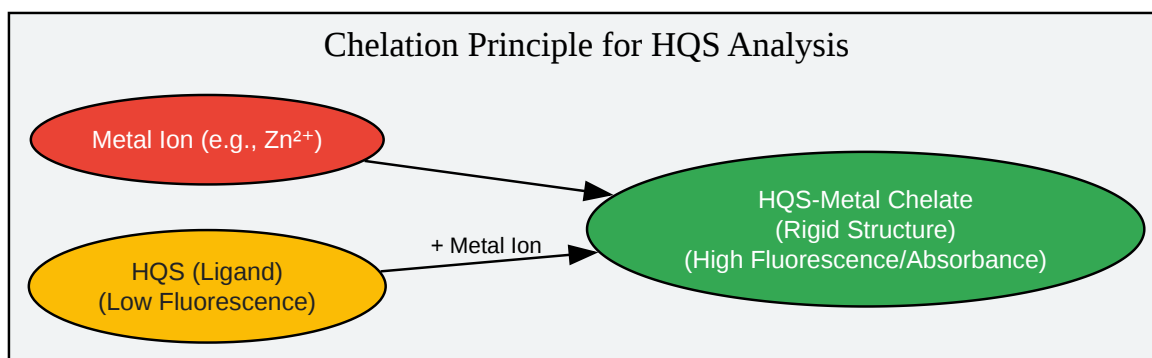 Chelation Principle for HQS Analysis
Metal Ion (e.g., Zn²⁺)
HQS (Ligand)
(Low Fluorescence)
+ Metal Ion
HQS-Metal Chelate
(Rigid Structure)
(High Fluorescence/Absorbance)